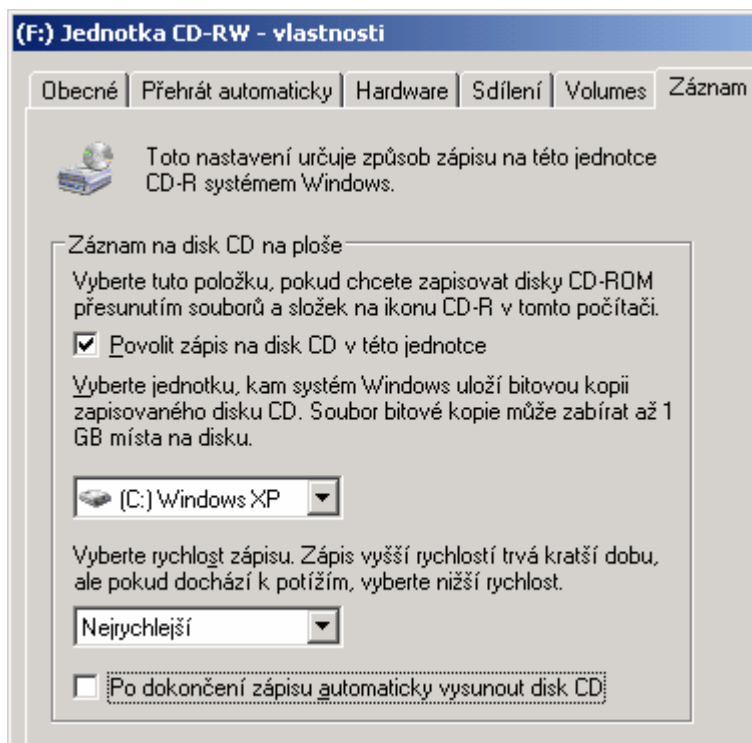 (F:) Jednotka CD-RW - vlastnosti
Obecné Přehrát automaticky Hardware Sdílení Volumes Záznam
Toto nastavení určuje způsob zápisu na této jednotce
CD-R systémem Windows.
Záznam na disk CD na ploše
Vyberte tuto položku, pokud chcete zapisovat disky CD-ROM
přesunutím souborů a složek na ikonu CD-R v tomto počítači.
Povolit zápis na disk CD v této jednotce
Vyberte jednotku, kam systém Windows uloží bitovou kopii
zapisovaného disku CD. Soubor bitové kopie může zabírat až 1
GB místa na disku.
(C:) Windows XP
Vyberte rychlost zápisu. Zápis vyšší rychlostí trvá kratší dobu,
ale pokud dochází k potížím, vyberte nižší rychlost.
Nejrychlejší
Po dokončení zápisu automaticky vysunout disk CD